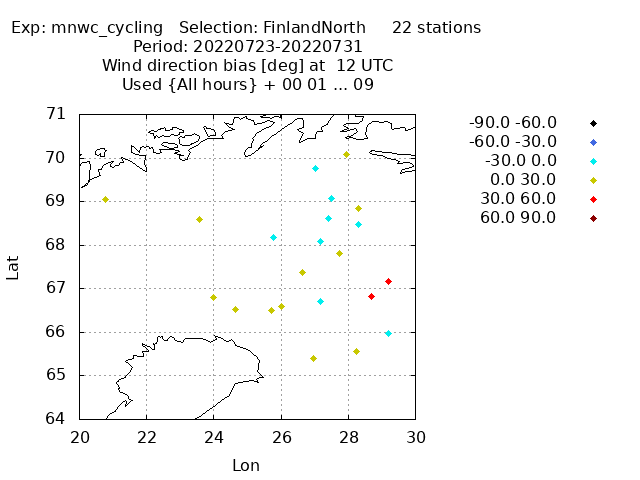 Exp: mnwc_cycling   Selection: FinlandNorth     22 stations
Period: 20220723-20220731
Wind direction bias [deg] at  12 UTC
Used {All hours} + 00 01 ... 09
71
70
69
68
67
66
65
64
Lat
20 22 24 26 28 30
Lon
-90.0 -60.0
-60.0 -30.0
-30.0 0.0
0.0 30.0
30.0 60.0
60.0 90.0